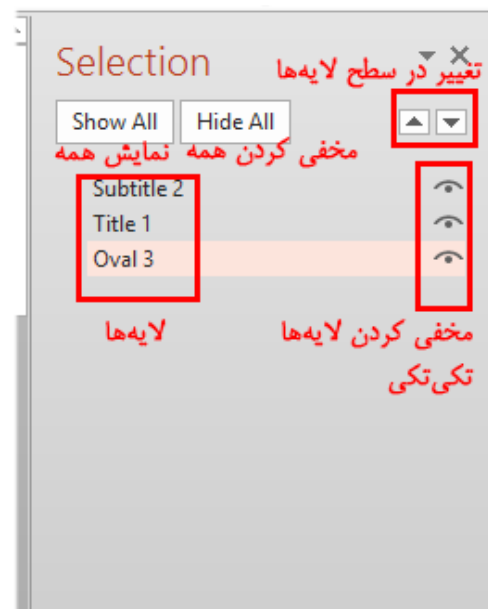 Selection
تغییر در سطح لایه‌ها
Show All
Hide All
نمایش همه
مخفی کردن همه
Subtitle 2
Title 1
Oval 3
لایه‌ها
مخفی کردن لایه‌ها
تکی‌تکی